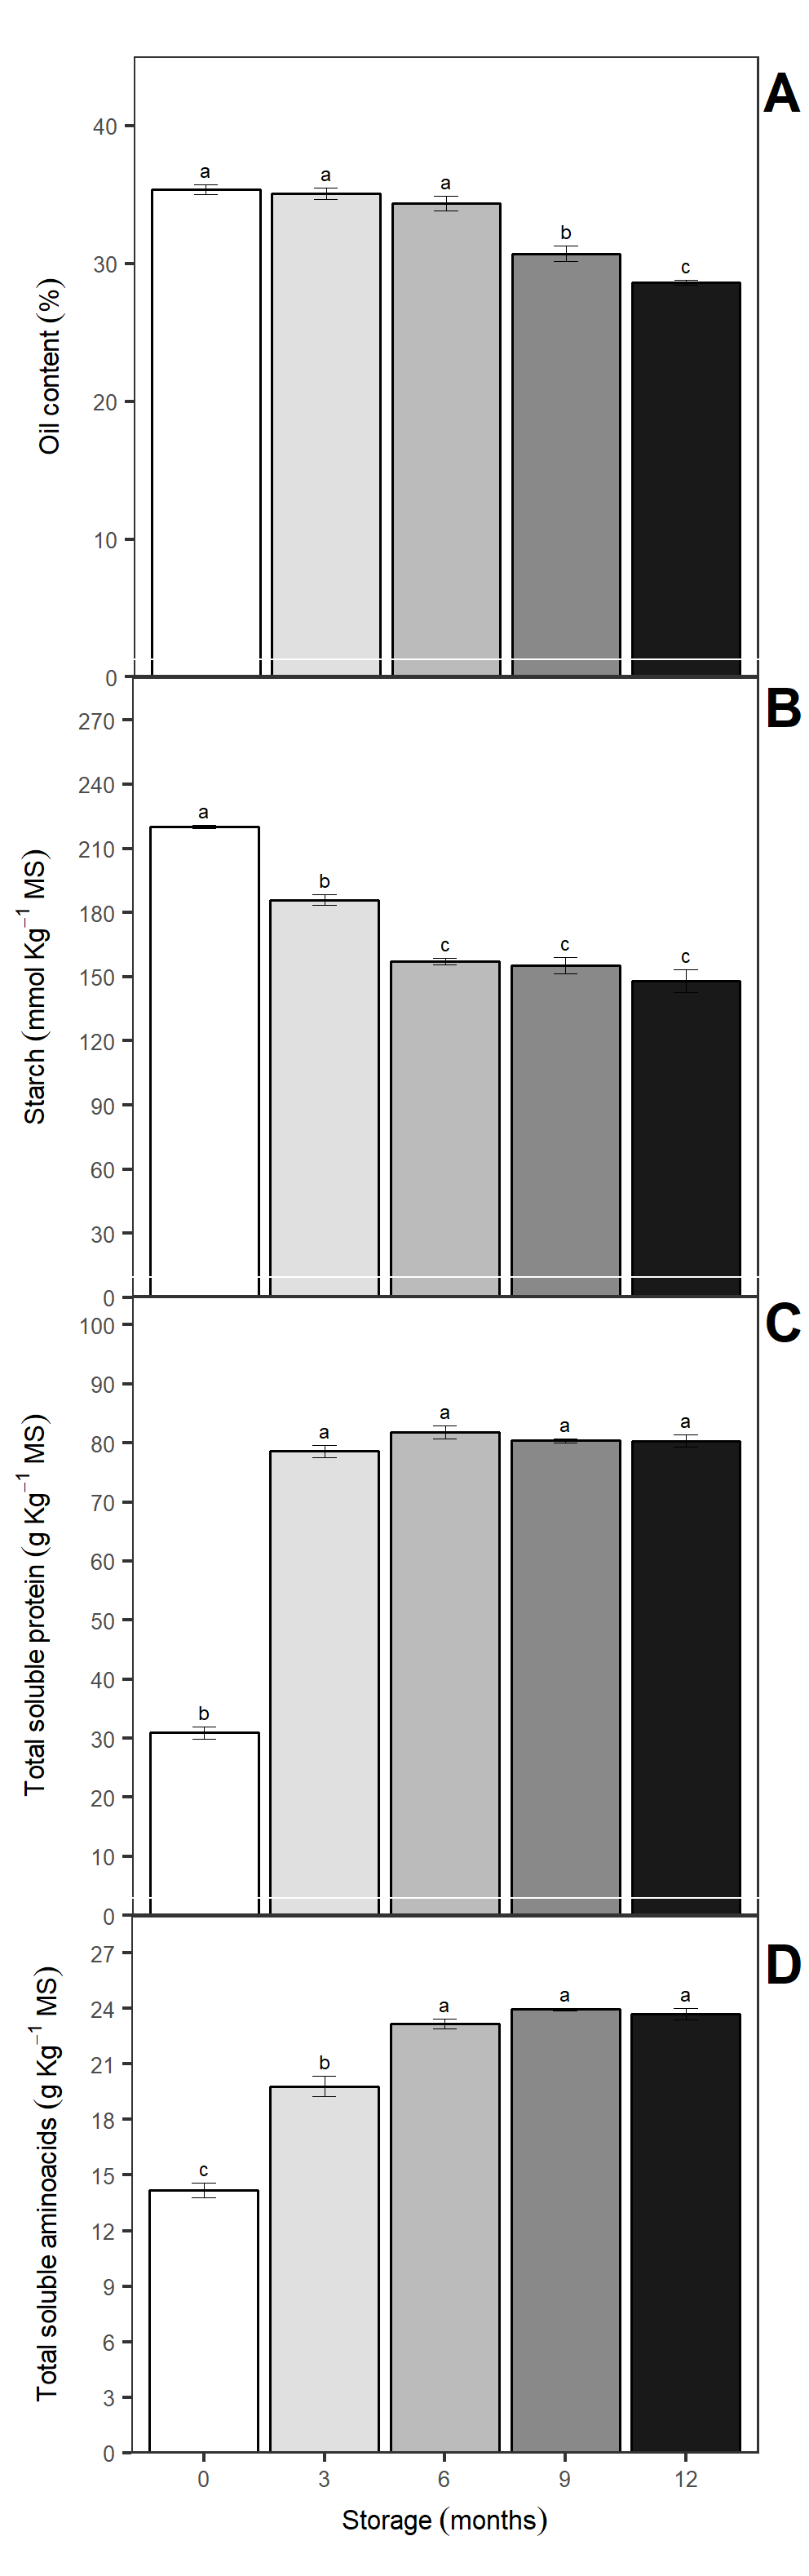 A
Oil content (%)
40
30
20
10
0
a
a
a
b
c
B
Starch (mmol Kg⁻¹ MS)
270
240
210
180
150
120
90
60
30
0
a
b
c
c
c
C
Total soluble protein (g Kg⁻¹ MS)
100
90
80
70
60
50
40
30
20
10
0
b
a
a
a
a
D
Total soluble aminoacids (g Kg⁻¹ MS)
27
24
21
18
15
12
9
6
3
0
c
b
a
a
a
0 3 6 9 12
Storage (months)